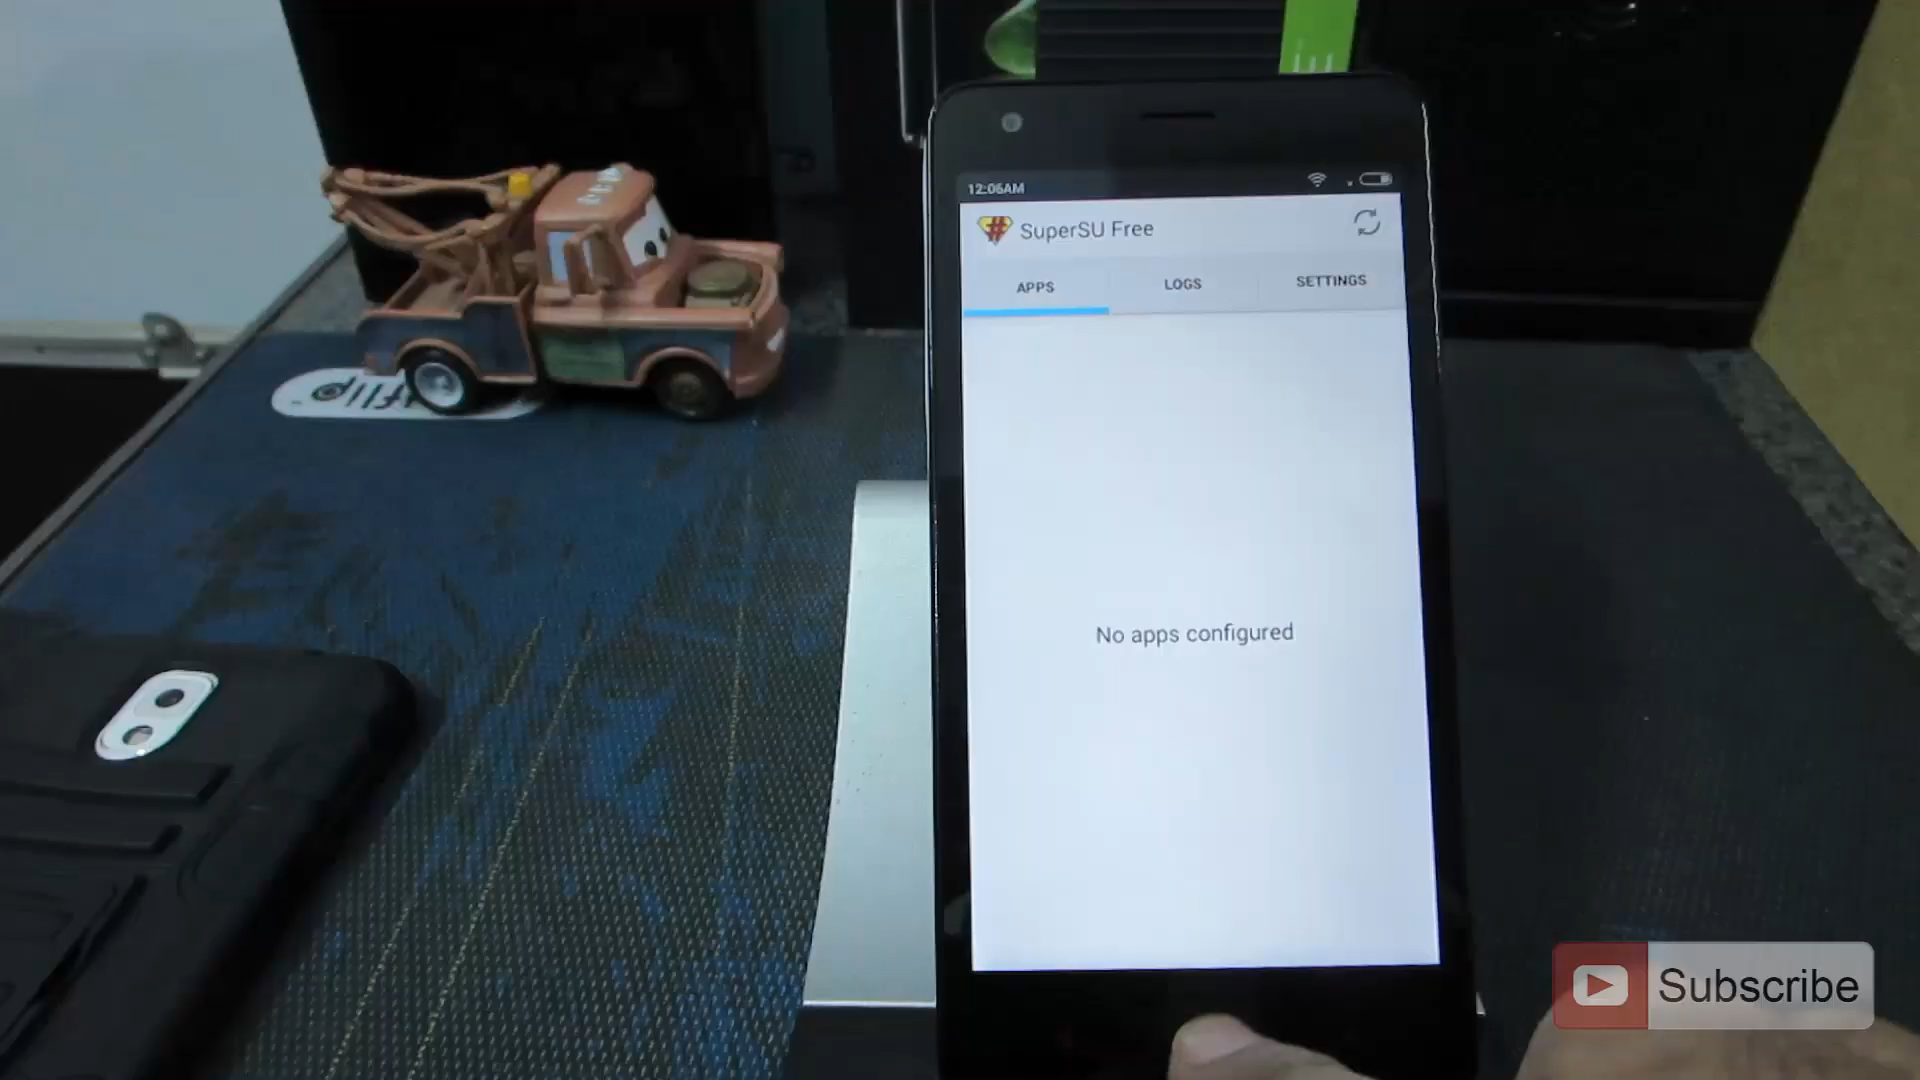 12:06AM
SuperSU Free
APPS
LOGS
SETTINGS
No apps configured
Subscribe